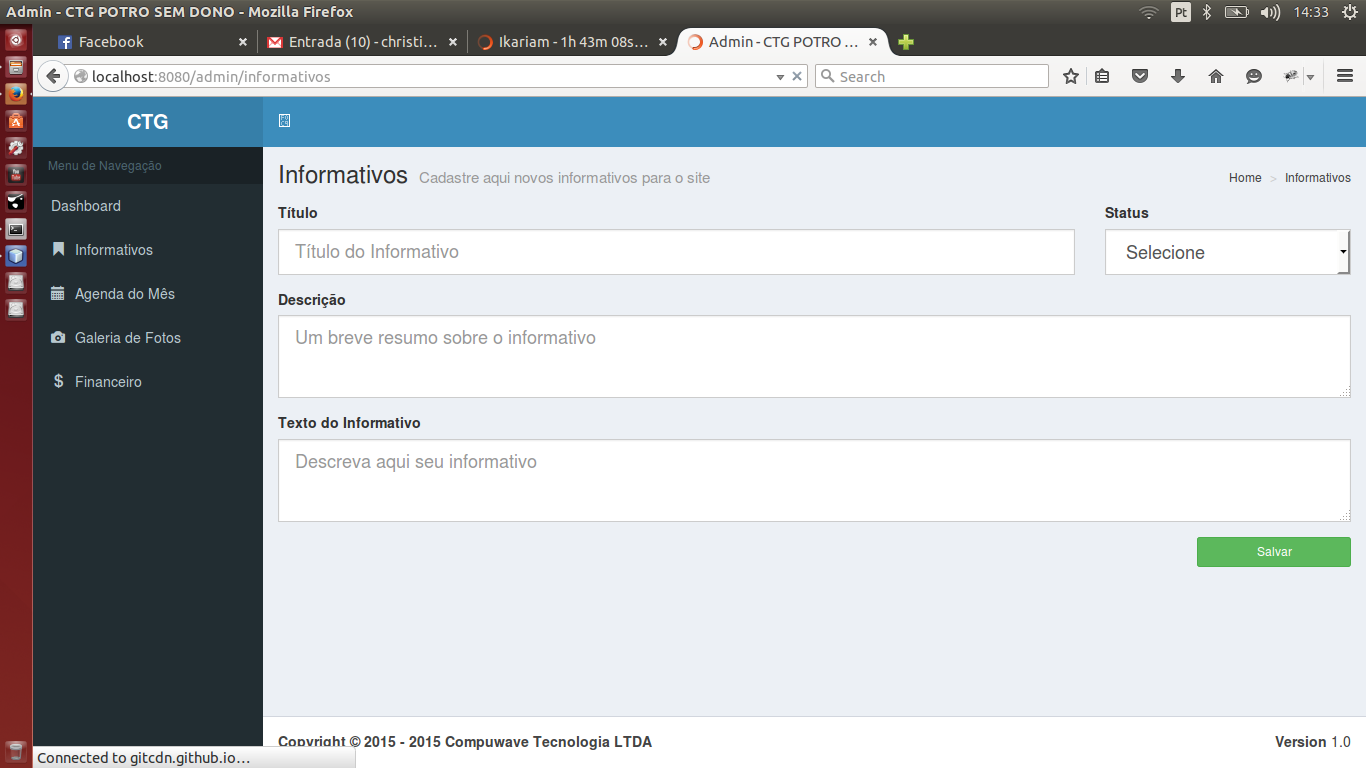 Admin - CTG POTRO SEM DONO - Mozilla Firefox
Pt
14:33
Facebook
Entrada (10) - christi...
Ikariam - 1h 43m 08s...
Admin - CTG POTRO ...
localhost:8080/admin/informativos
Search
CTG
Menu de Navegação
Dashboard
Informativos
Agenda do Mês
Galeria de Fotos
$ Financeiro
Informativos Cadastre aqui novos informativos para o site
Home > Informativos
Título
Status
Título do Informativo
Selecione
Descrição
Um breve resumo sobre o informativo
Texto do Informativo
Descreva aqui seu informativo
Salvar
Copyright © 2015 - 2015 Compuwave Tecnologia LTDA
Version 1.0
Connected to gitcdn.github.io...